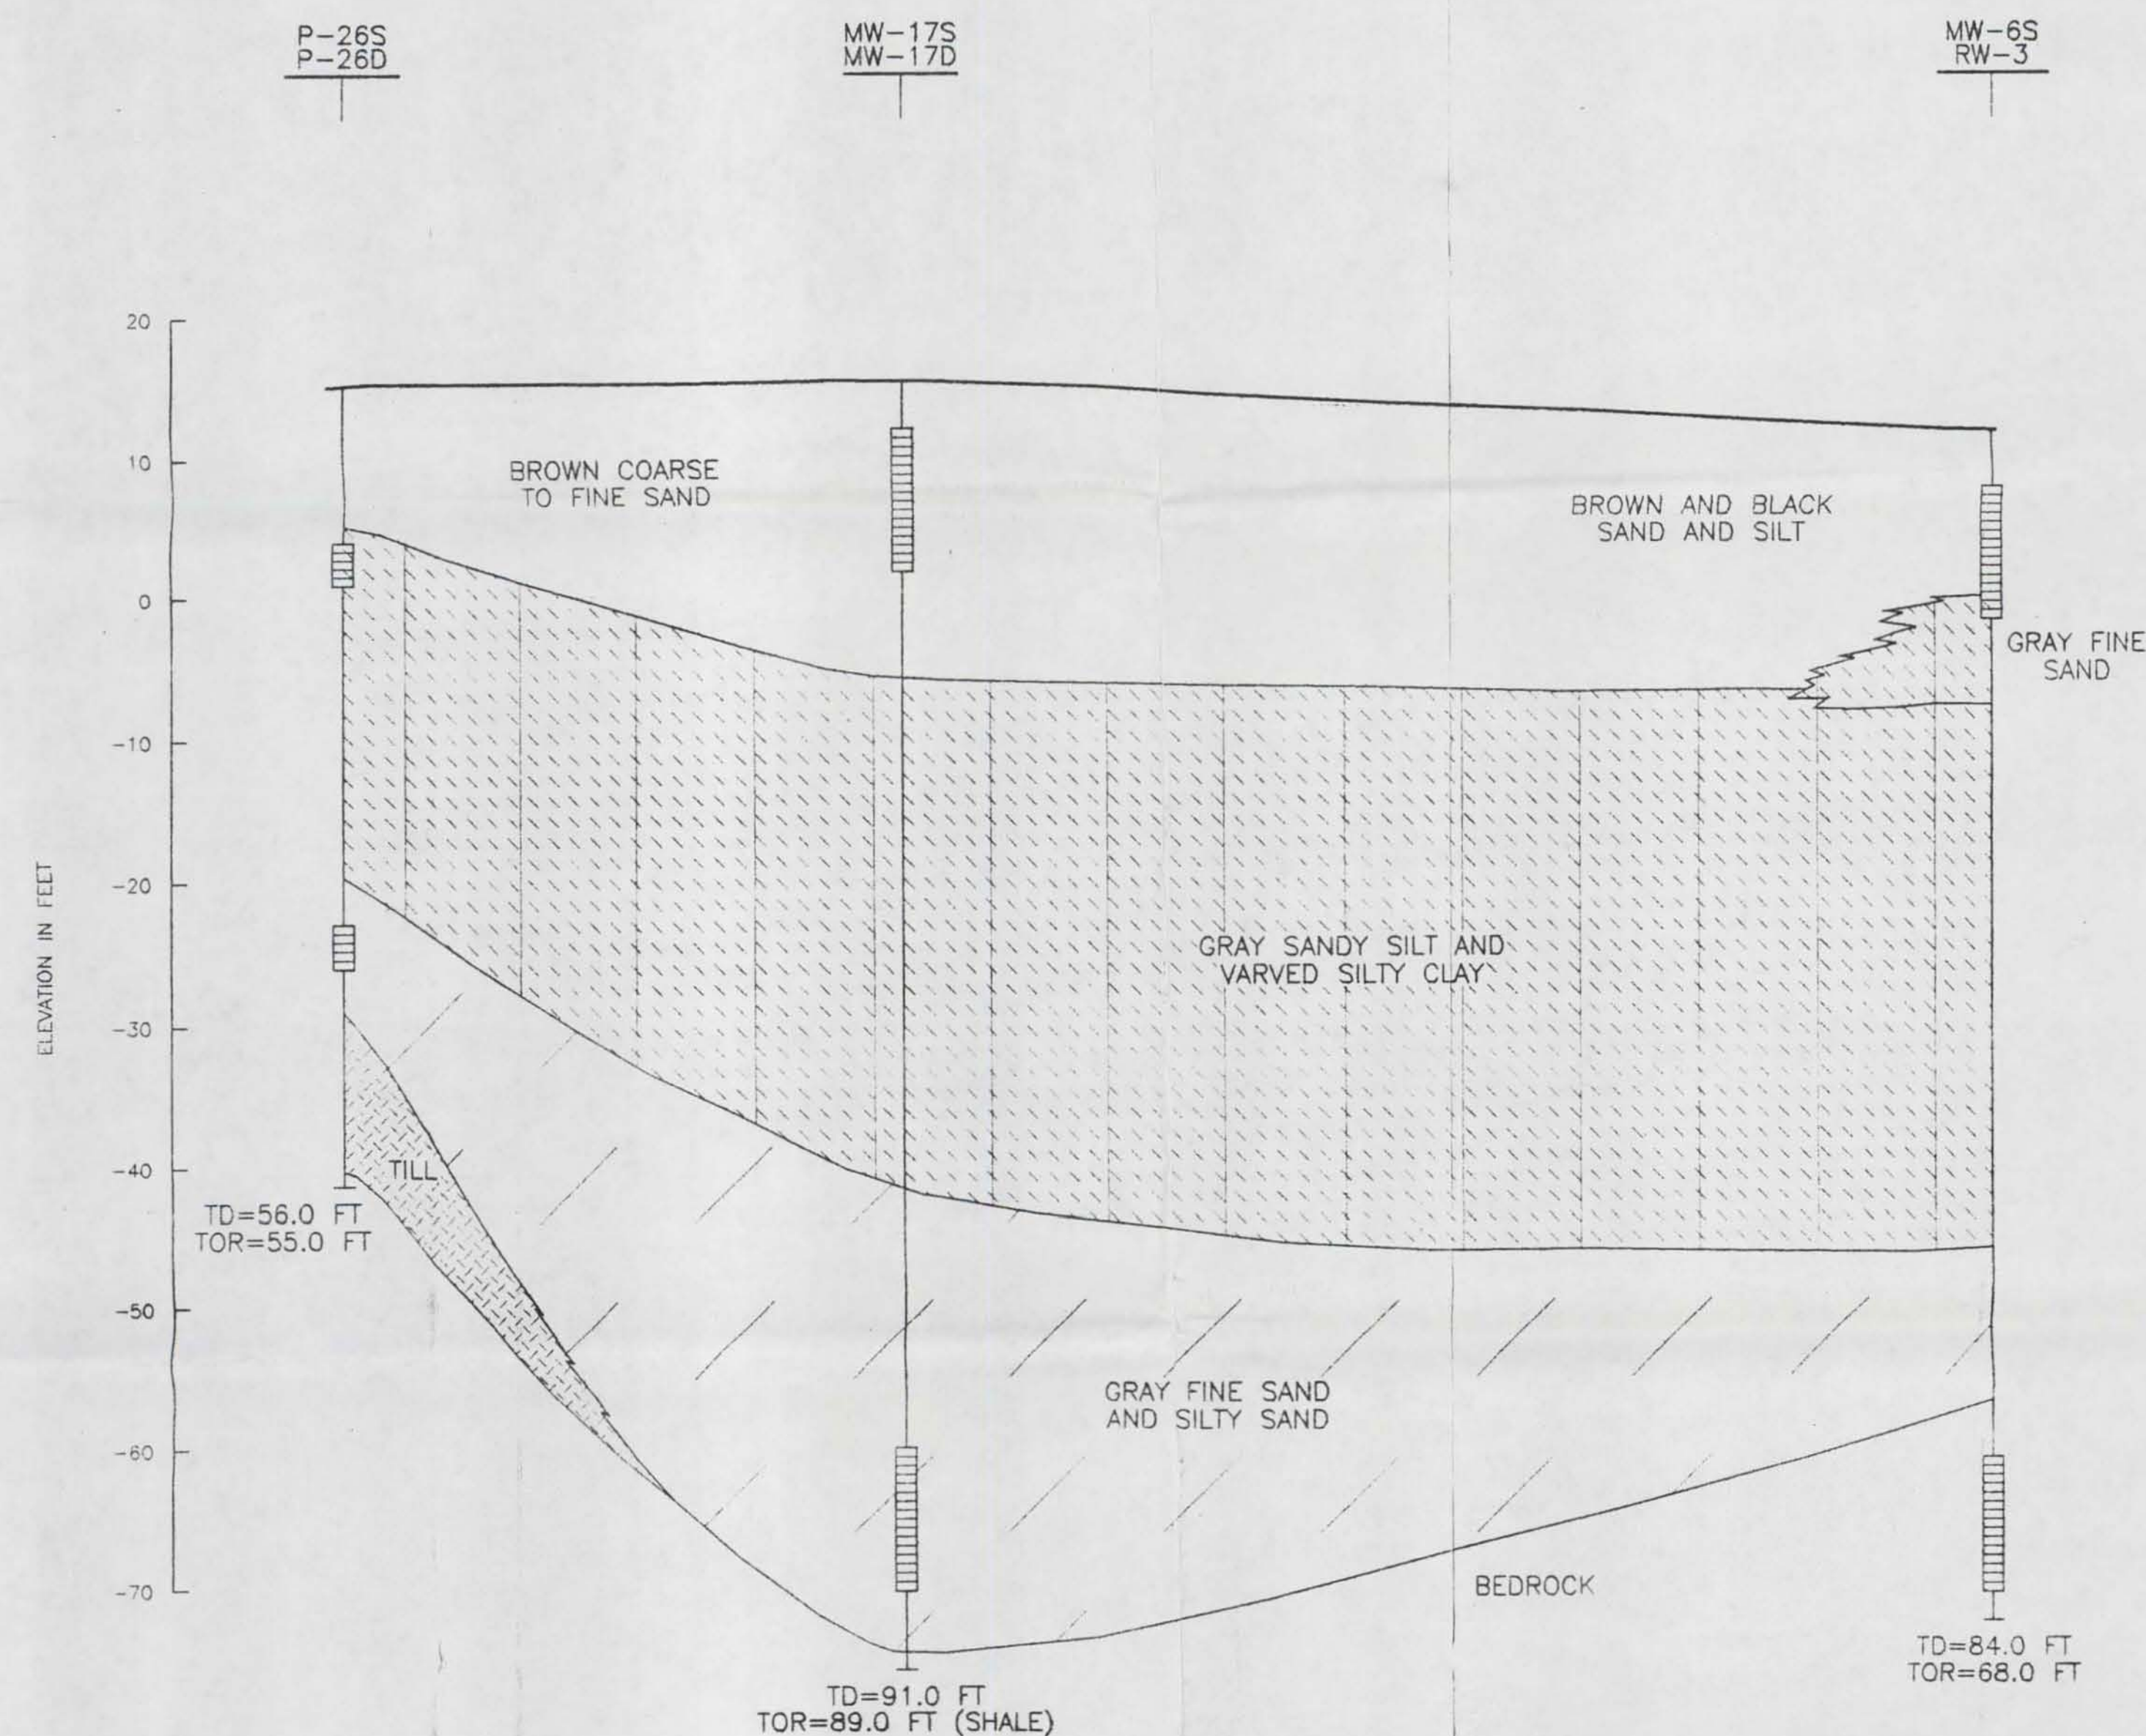 P-26S
P-26D
MW-17S
MW-17D
MW-6S
RW-3
20
10
0
-10
-20
-30
-40
-50
-60
-70
ELEVATION IN FEET
BROWN COARSE
TO FINE SAND
BROWN AND BLACK
SAND AND SILT
GRAY FINE
SAND
GRAY SANDY SILT AND
VARVED SILTY CLAY
TILL
TD=56.0 FT
TOR=55.0 FT
GRAY FINE SAND
AND SILTY SAND
BEDROCK
TD=84.0 FT
TOR=68.0 FT
TD=91.0 FT
TOR=89.0 FT (SHALE)